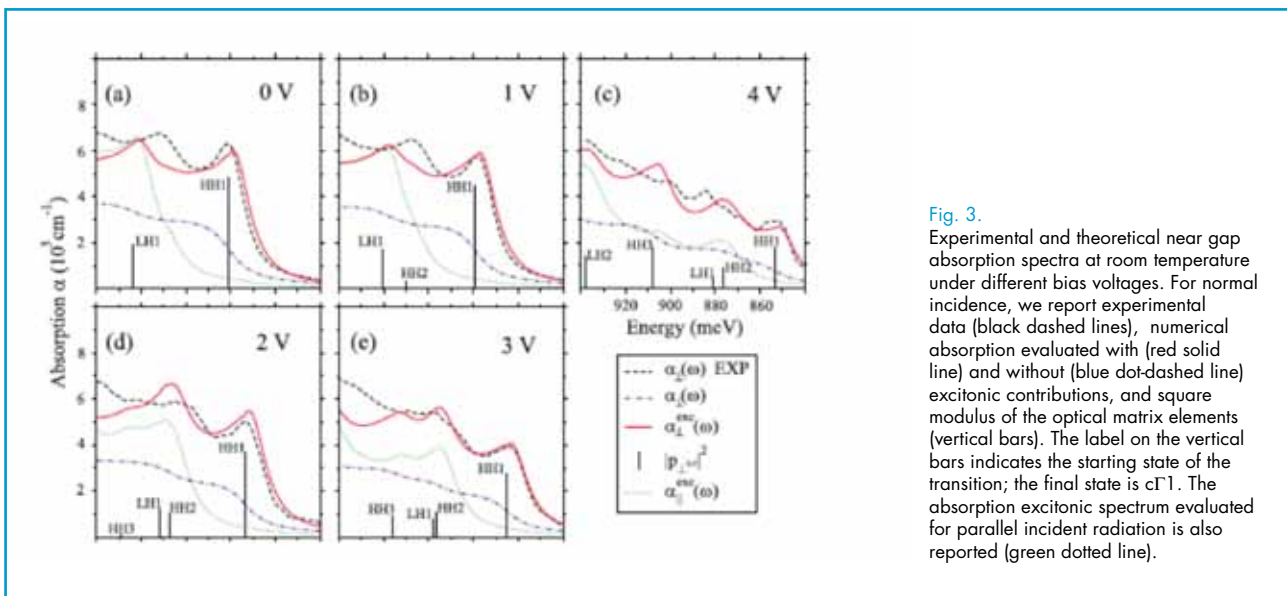 (a) 0 V
(b) 1 V
(c) 4 V
8
6
4
2
HH1
LH1
HH1
LH1
HH2
LH2
HH3
LH1
HH2
HH1
920 900 880 860
Energy (meV)
Absorption α (10³ cm⁻¹)
(d) 2 V
(e) 3 V
8
6
4
2
HH1
LH1
HH2
HH3
HH1
HH3
LH1
HH2
α⊥(ω) EXP
α⊥(ω)
α⊥ᵉˣᶜ(ω)
α∥ᵉˣᶜ(ω)
Fig. 3.
Experimental and theoretical near gap
absorption spectra at room temperature
under different bias voltages. For normal
incidence, we report experimental
data (black dashed lines), numerical
absorption evaluated with (red solid
line) and without (blue dot-dashed line)
excitonic contributions, and square
modulus of the optical matrix elements
(vertical bars). The label on the vertical
bars indicates the starting state of the
transition; the final state is cΓ1. The
absorption excitonic spectrum evaluated
for parallel incident radiation is also
reported (green dotted line).